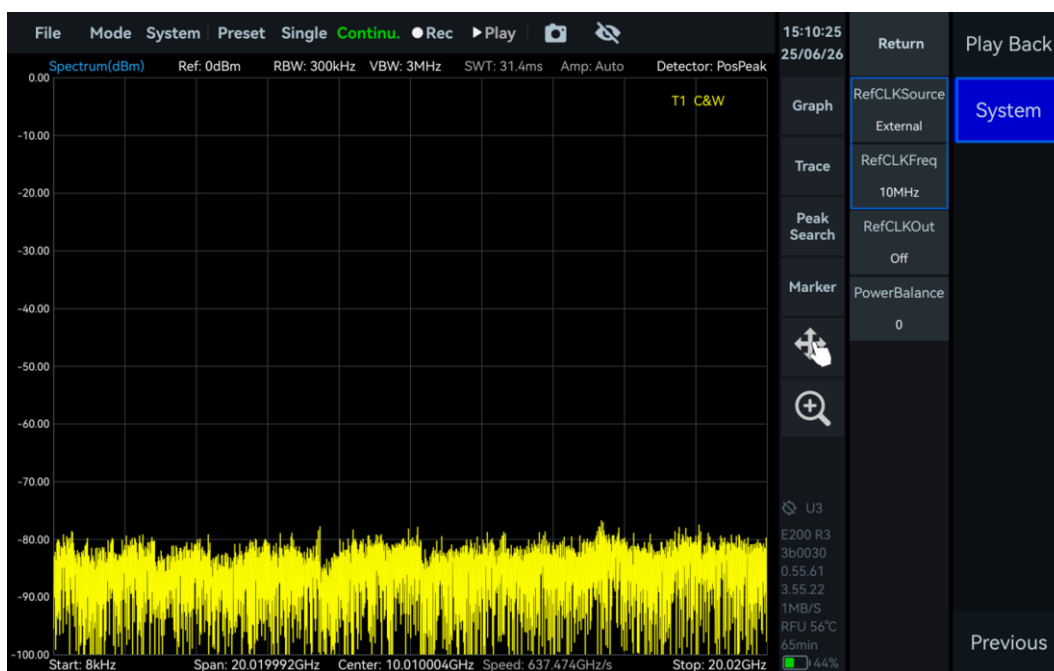 File Mode System Preset Single Continu. Rec Play
15:10:25
25/06/26
Return
Play Back
Spectrum(dBm) Ref: 0dBm RBW: 300kHz VBW: 3MHz SWT: 31.4ms Amp: Auto Detector: PosPeak
T1 C&W
0.00
-10.00
-20.00
-30.00
-40.00
-50.00
-60.00
-70.00
-80.00
-90.00
-100.00
Start: 8kHz Span: 20.019992GHz Center: 10.010004GHz Speed: 637.474GHz/s Stop: 20.02GHz
Graph
Trace
Peak
Search
Marker
U3
E200 R3
3b0030
0.55.61
3.55.22
1MB/S
RFU 56℃
65min
44%
RefCLKSource
External
RefCLKFreq
10MHz
RefCLKOut
Off
PowerBalance
0
System
Previous